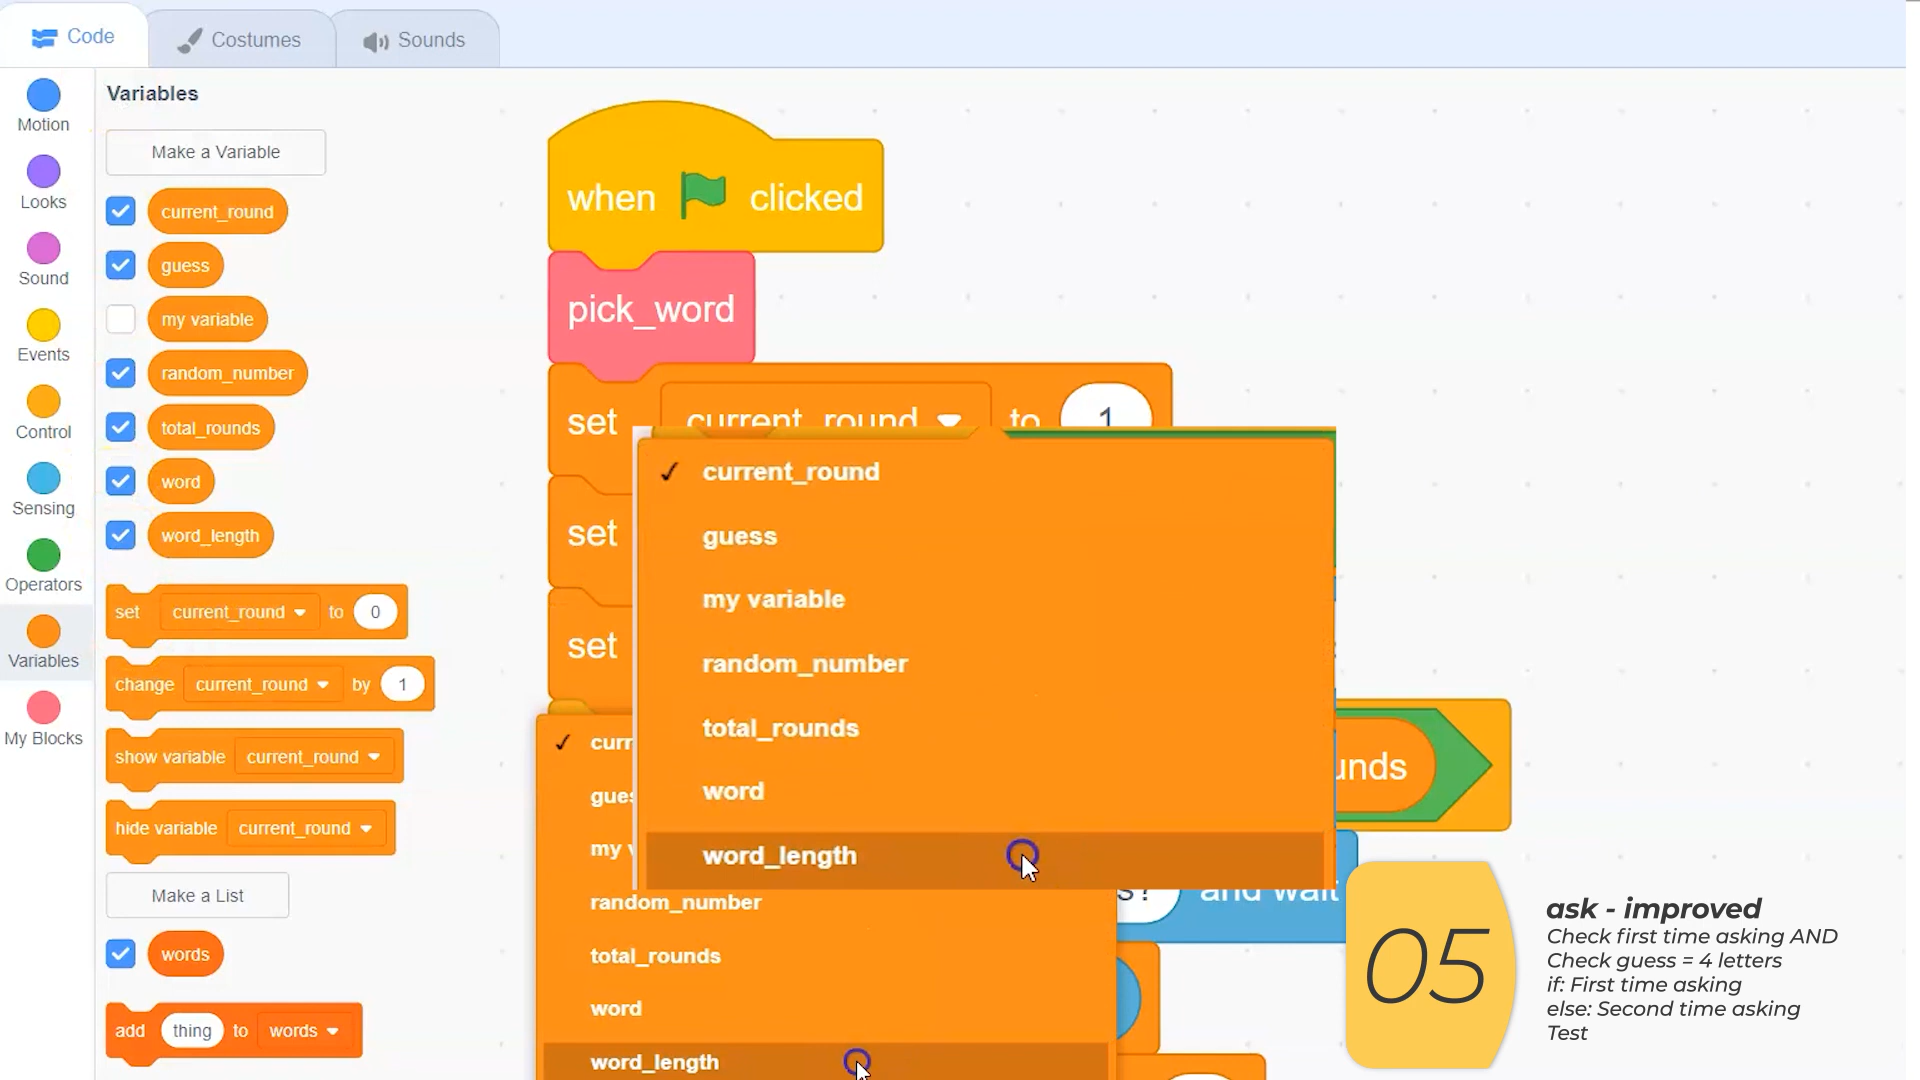 Code
Costumes
Sounds
Motion
Looks
Sound
Events
Control
Sensing
Operators
Variables
My Blocks
Variables
Make a Variable
current_round
guess
my variable
random_number
total_rounds
word
word_length
set current_round to 0
change current_round by 1
show variable current_round
hide variable current_round
Make a List
words
add thing to words
when clicked
pick_word
set current_round to 1
set
set
✓ current_round
guess
my variable
random_number
total_rounds
word
word_length
and wait
random_number
total_rounds
word
word_length
05
ask - improved
Check first time asking AND
Check guess = 4 letters
if: First time asking
else: Second time asking
Test